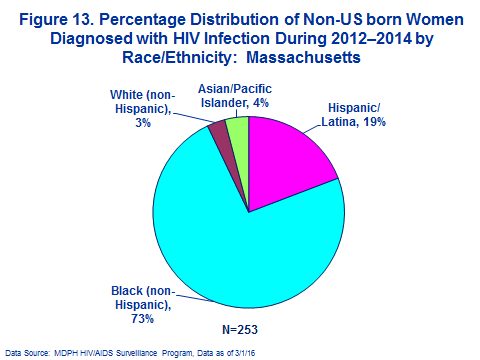 Figure 13. Percentage Distribution of Non-US born Women
Diagnosed with HIV Infection During 2012–2014 by
Race/Ethnicity:  Massachusetts
Asian/Pacific
Islander, 4%
White (non-
Hispanic),
3%
Hispanic/
Latina, 19%
Black (non-
Hispanic),
73%
N=253
Data Source:  MDPH HIV/AIDS Surveillance  Program, Data as of 3/1/16